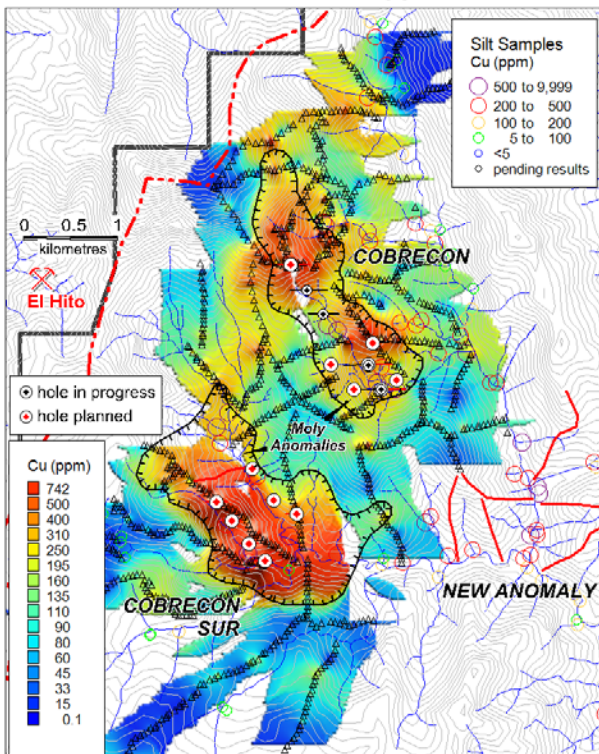 Silt Samples
Cu (ppm)
500 to 9,999
200 to 500
100 to 200
5 to 100
<5
pending results
0 0.5 1
kilometres
El Hito
COBRECON
hole in progress
hole planned
Moly
Anomalies
Cu (ppm)
742
500
400
310
250
195
160
135
110
90
80
60
45
33
15
0.1
NEW ANOMALY
COBRECON
SUR